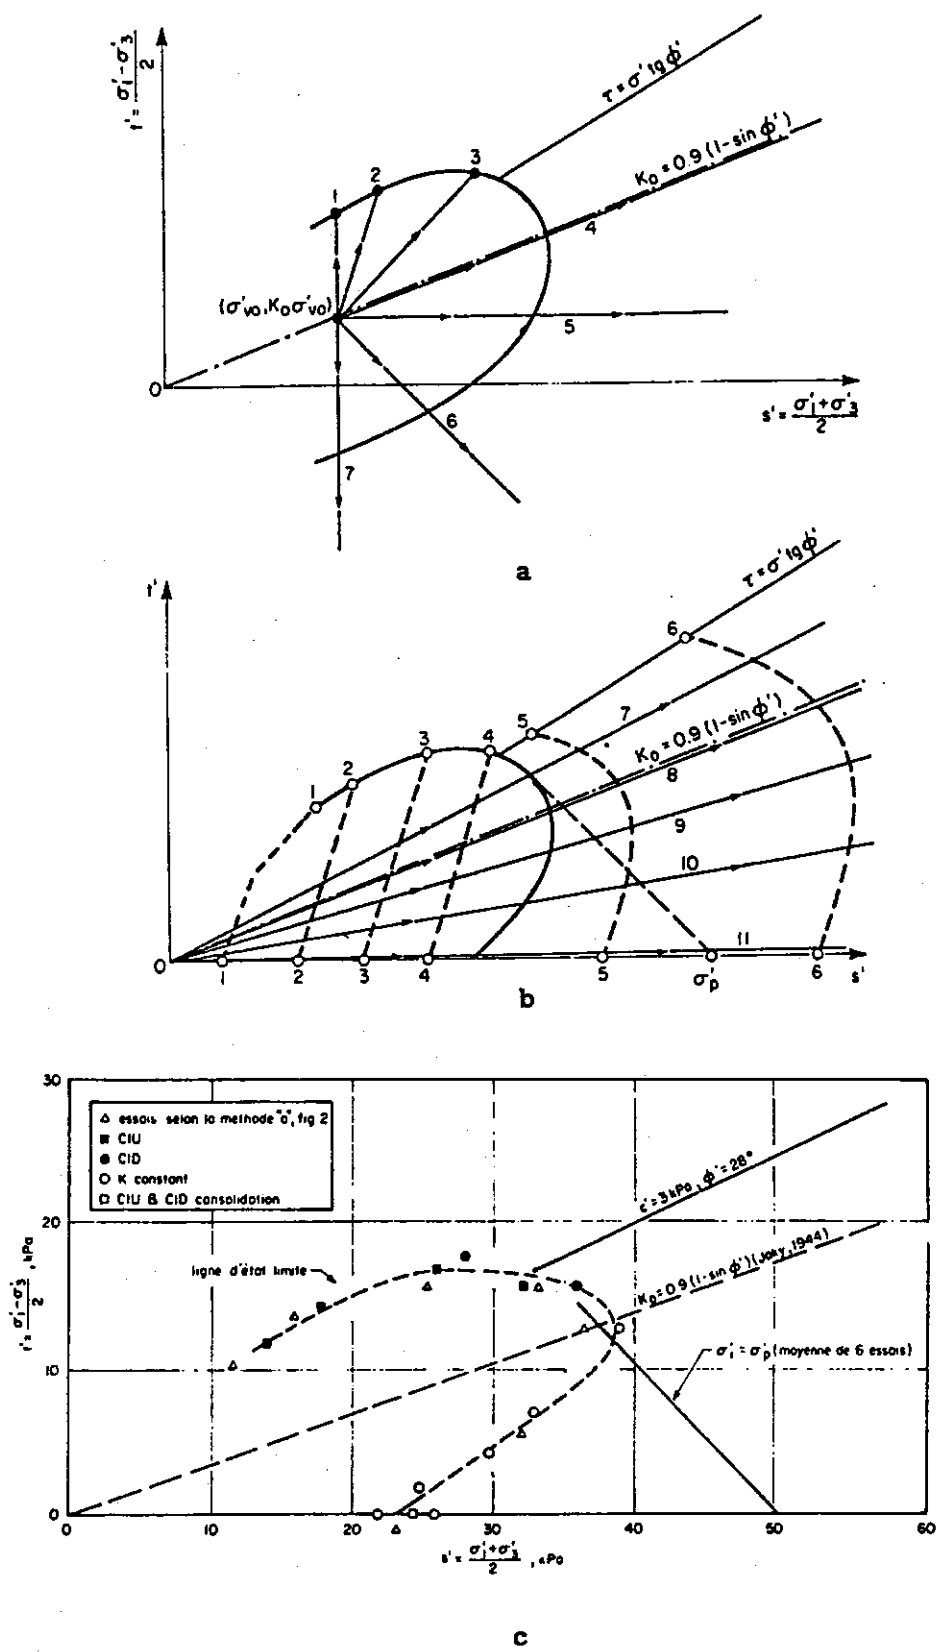 t' = σ'1 - σ'3 / 2
τ = σ' tg φ'
K0 = 0.9 (1 - sin φ')
1
2
3
4
(σ'v0, K0 σ'v0)
5
0
s' = σ'1 + σ'3 / 2
6
7
a
t'
τ = σ' tg φ'
6
5
7
K0 = 0.9 (1 - sin φ')
1
2
3
4
8
9
10
11
0
1
2
3
4
5
σ'p
6
s'
b
30
△ essais selon la methode "a", fig 2
■ CIU
● CID
○ K constant
□ CIU & CID consolidation
c' = 3 kPa, φ' = 28°
20
ligne d'état limite
K0 = 0.9 (1 - sin φ') (Jaky, 1944)
t' = σ'1 - σ'3 / 2 , kPa
10
σ'1 = σ'p (moyenne de 6 essais)
0
0 10 20 30 40 50 60
s' = σ'1 + σ'3 / 2 , kPa
c